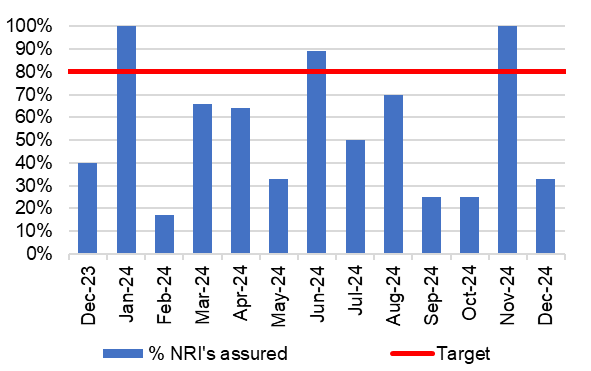 100%
90%
80%
70%
60%
50%
40%
30%
20%
10%
0%
Dec-23
Jan-24
Feb-24
Mar-24
Apr-24
May-24
Jun-24
Jul-24
Aug-24
Sep-24
Oct-24
Nov-24
Dec-24
% NRI's assured
Target